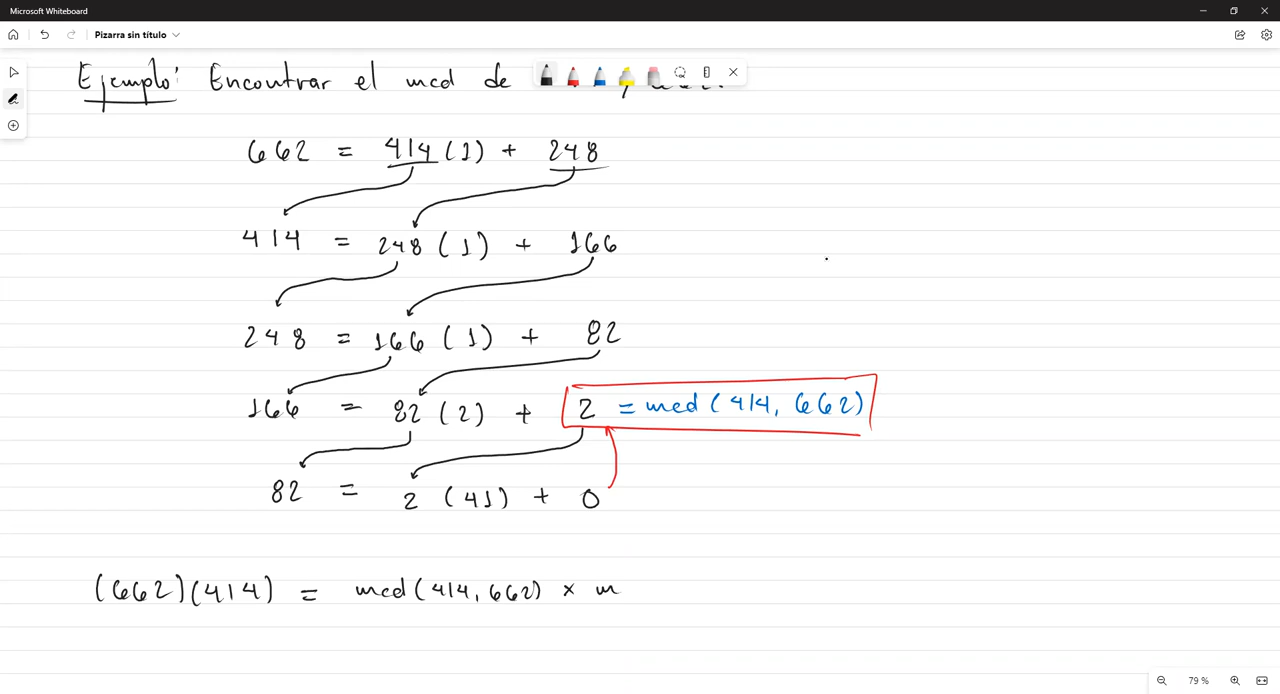 Microsoft Whiteboard
Pizarra sin título
Ejemplo: Encontrar el mcd de
662 = 414 (1) + 248
414 = 248 (1) + 166
248 = 166 (1) + 82
166 = 82 (2) + 2 = mcd (414, 662)
82 = 2 (41) + 0
(662)(414) = mcd (414, 662) × m
79 %